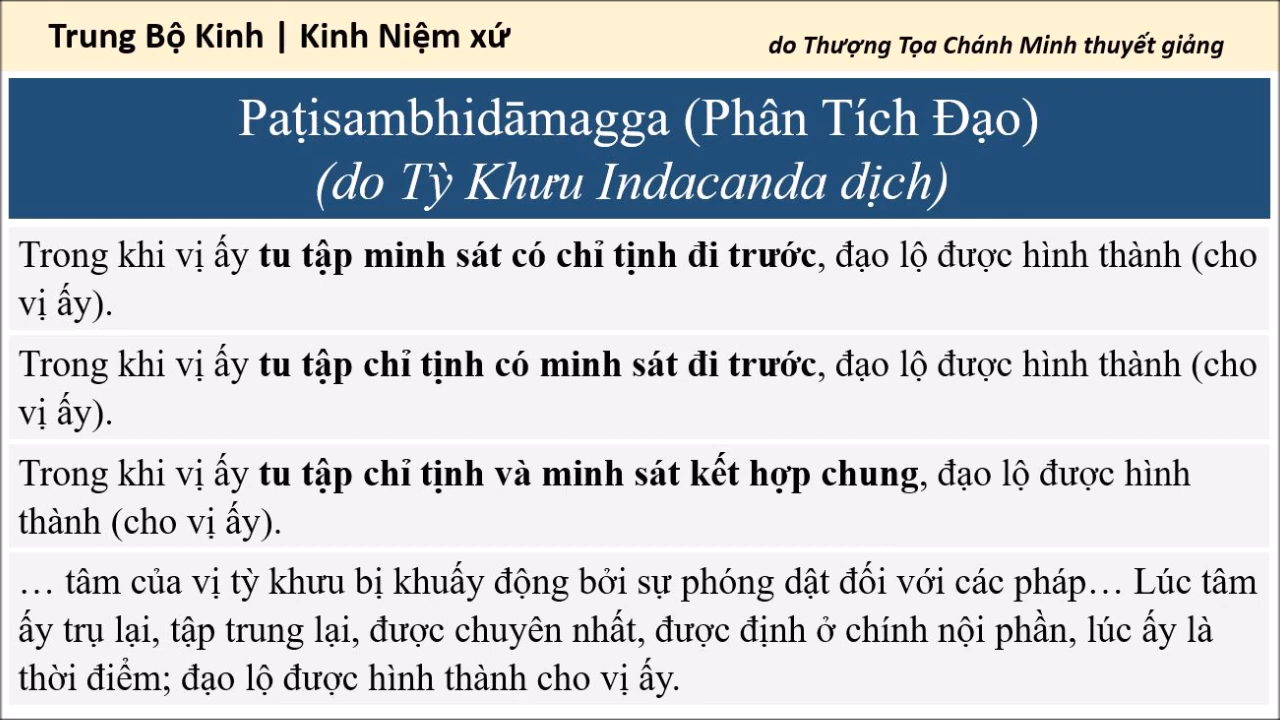 Trung Bộ Kinh | Kinh Niệm xứ
do Thượng Tọa Chánh Minh thuyết giảng
Paṭisambhidāmagga (Phân Tích Đạo)
(do Tỳ Khưu Indacanda dịch)
Trong khi vị ấy tu tập minh sát có chỉ tịnh đi trước, đạo lộ được hình thành (cho
vị ấy).
Trong khi vị ấy tu tập chỉ tịnh có minh sát đi trước, đạo lộ được hình thành (cho
vị ấy).
Trong khi vị ấy tu tập chỉ tịnh và minh sát kết hợp chung, đạo lộ được hình
thành (cho vị ấy).
… tâm của vị tỳ khưu bị khuấy động bởi sự phóng dật đối với các pháp… Lúc tâm
ấy trụ lại, tập trung lại, được chuyên nhất, được định ở chính nội phần, lúc ấy là
thời điểm; đạo lộ được hình thành cho vị ấy.